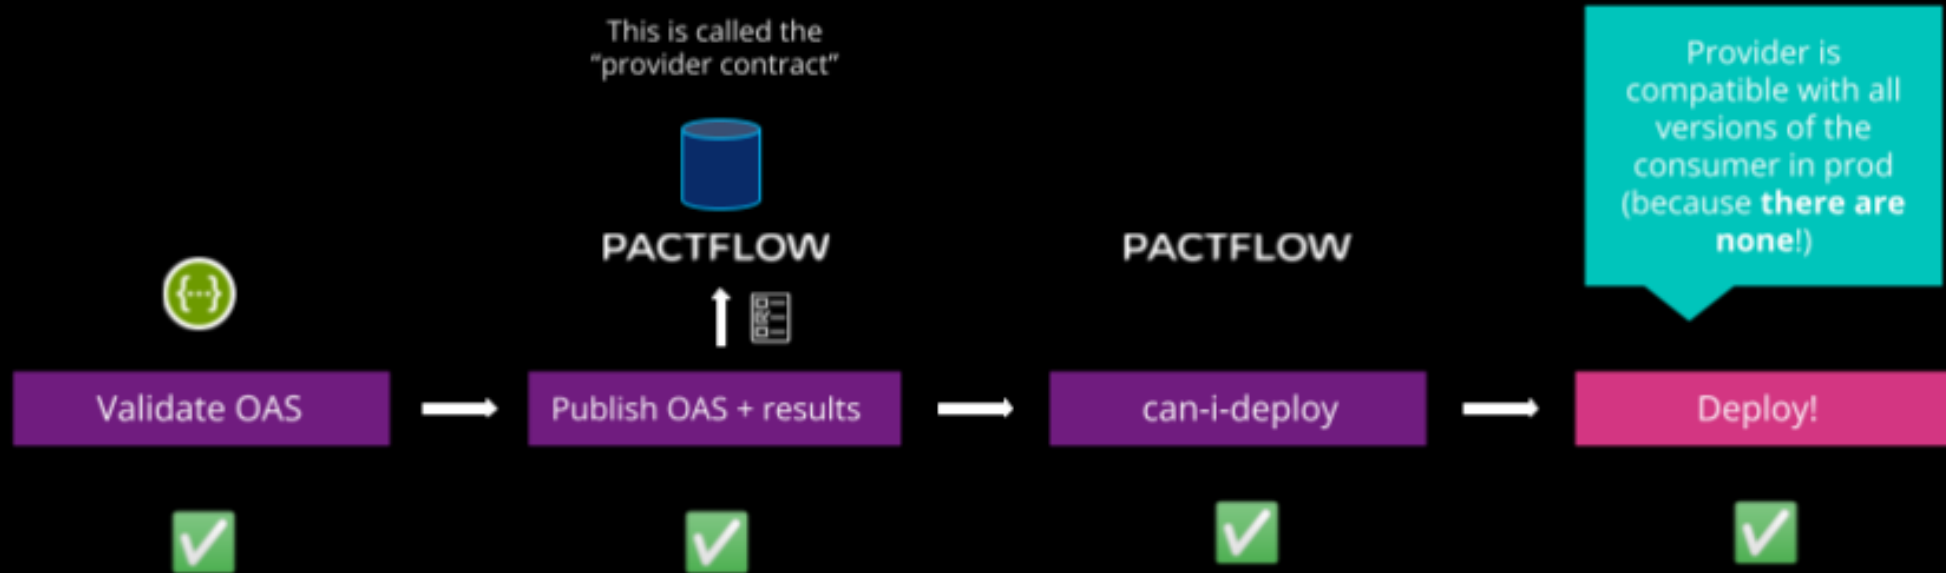 This is called the
“provider contract”
Provider is
compatible with all
versions of the
consumer in prod
(because there are
none!)
PACTFLOW
PACTFLOW
{···}
Validate OAS
Publish OAS + results
can-i-deploy
Deploy!